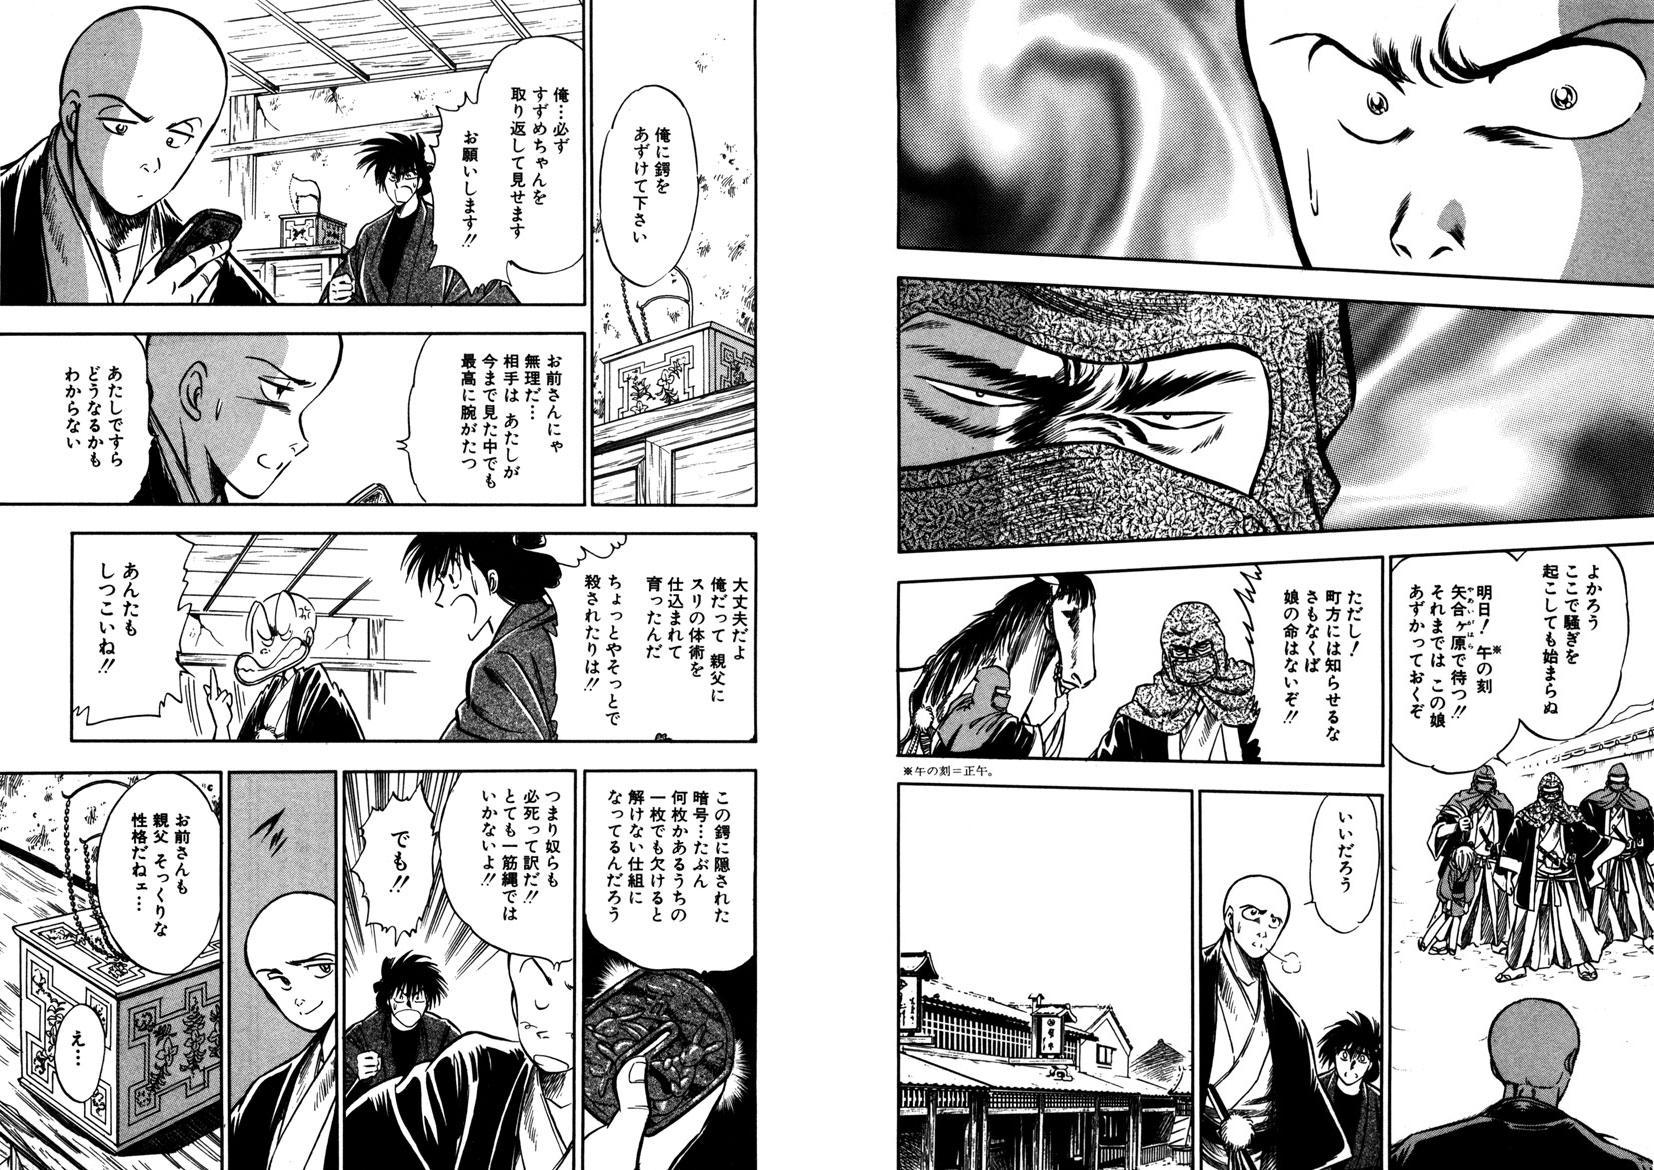 よかろう
ここで騒ぎを
起こしても始まらぬ
明日！※午の刻
矢合ヶ原で待つ!!
やあいがはら
それまでは この娘
あずかっておくぞ
ただし！
町方には知らせるな
さもなくば
娘の命はないぞ!!
※午の刻＝正午。
いいだろう
俺に鍔を
あずけて下さい
俺…必ず
すずめちゃんを
取り返して見せます
お願いします!!
お前さんにゃ
無理だ…
相手は あたしが
今まで見た中でも
最高に腕がたつ
あたしですら
どうなるかも
わからない
大丈夫だよ
俺だって 親父に
スリの体術を
仕込まれて
育ったんだ
ちょっとやそっとで
殺されたりは!!
あんたも
しつこいね!!
この鍔に隠された
暗号…たぶん
何枚かあるうちの
一枚でも欠けると
解けない仕組に
なってるんだろう
つまり奴らも
必死って訳だ!!
とても一筋縄では
いかないよ!!
でも!!
お前さんも
親父 そっくりな
性格だねェ…
え…